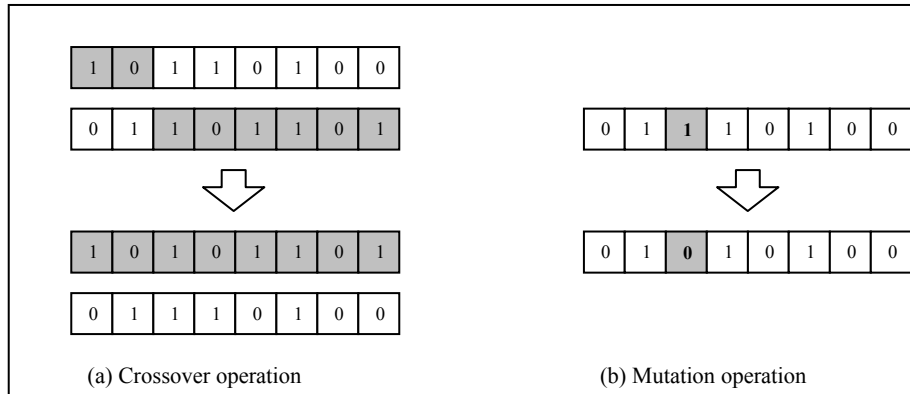 1 0 1 1 0 1 0 0
0 1 1 0 1 1 0 1
1 0 1 0 1 1 0 1
0 1 1 1 0 1 0 0
(a) Crossover operation
0 1 1 1 0 1 0 0
0 1 0 1 0 1 0 0
(b) Mutation operation